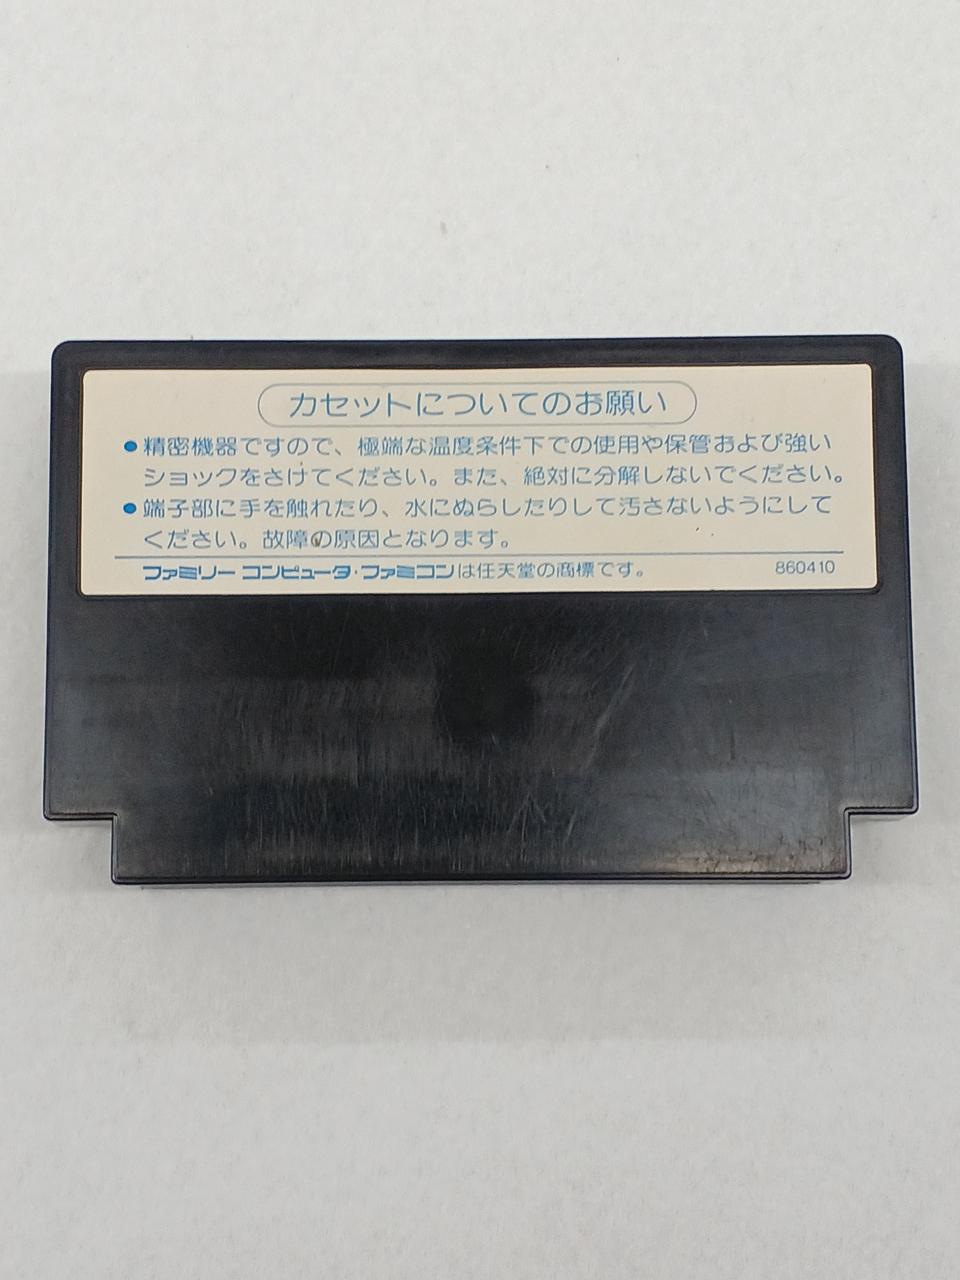 カセットについてのお願い
●精密機器ですので、極端な温度条件下での使用や保管および強い
ショックをさけてください。また、絶対に分解しないでください。
●端子部に手を触れたり、水にぬらしたりして汚さないようにして
ください。故障の原因となります。
ファミリーコンピュータ・ファミコンは任天堂の商標です。 860410